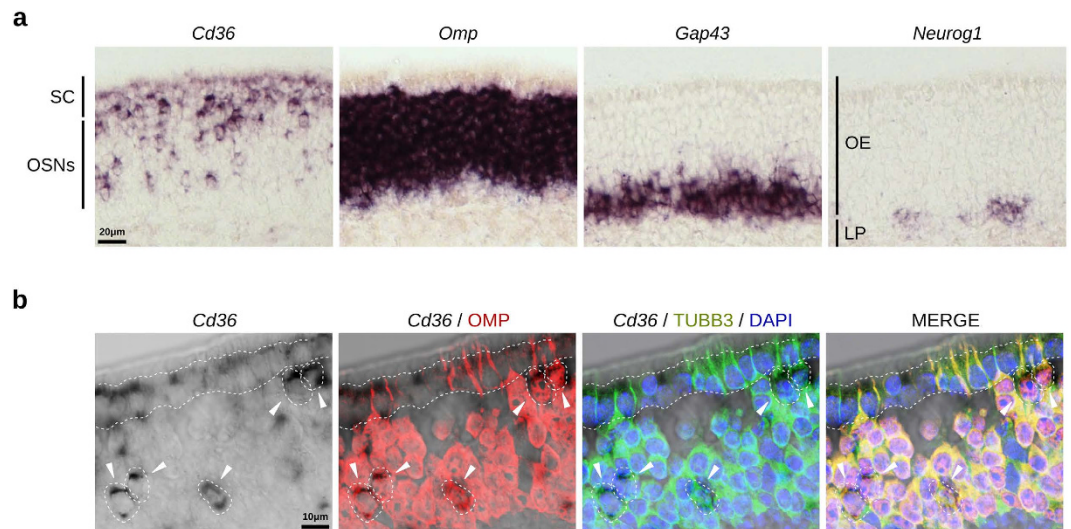 a
Cd36
Omp
Gap43
Neurog1
SC
OSNs
OE
LP
20µm
b
Cd36
Cd36 / OMP
Cd36 / TUBB3 / DAPI
MERGE
10µm